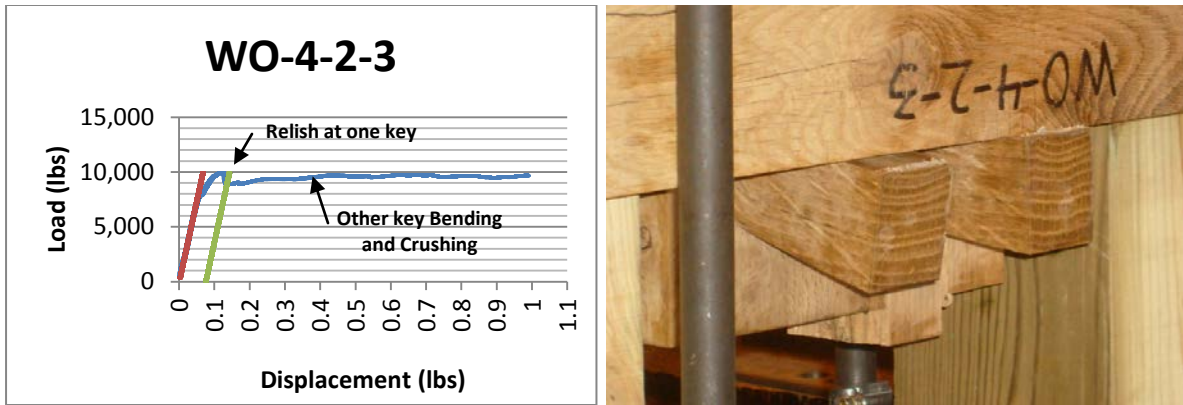 WO-4-2-3
15,000
10,000
5,000
0
Load (lbs)
Relish at one key
Other key Bending
and Crushing
0
0.1
0.2
0.3
0.4
0.5
0.6
0.7
0.8
0.9
1
1.1
Displacement (lbs)
WO-4-2-3